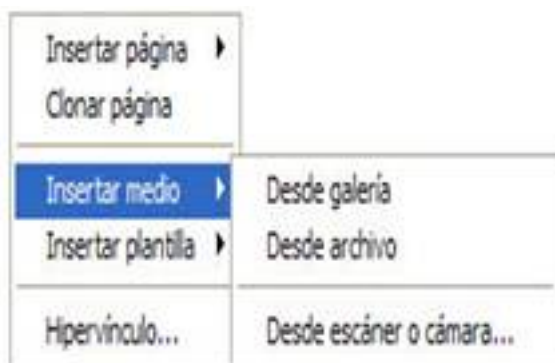 Insertar página
Clonar página
Insertar medio
Insertar plantilla
Hipervínculo...
Desde galería
Desde archivo
Desde escáner o cámara...